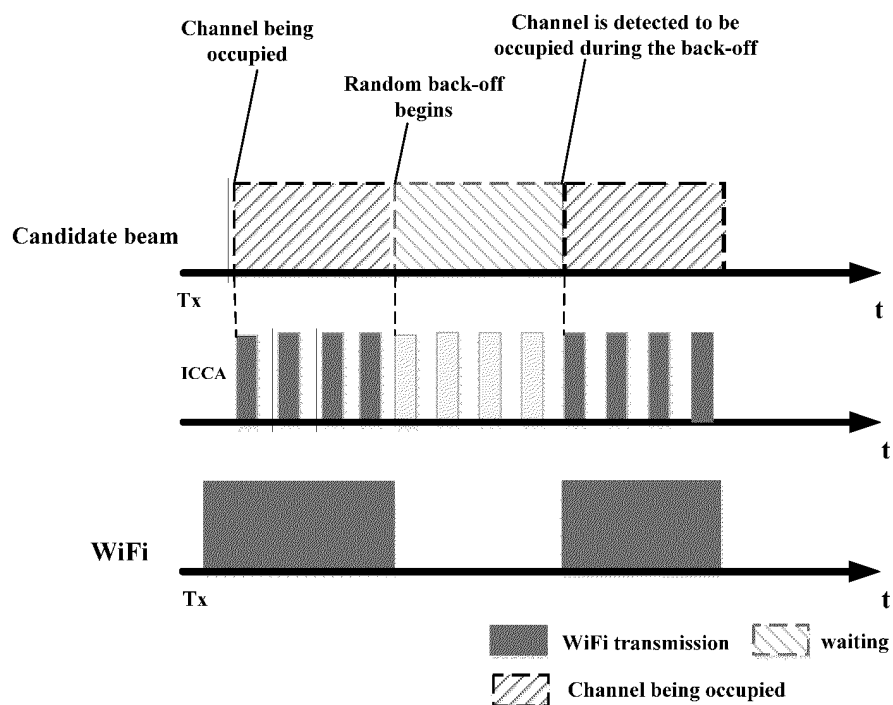 Channel being
occupied
Random back-off
begins
Channel is detected to be
occupied during the back-off
Candidate beam
Tx
t
ICCA
t
WiFi
Tx
t
WiFi transmission
waiting
Channel being occupied